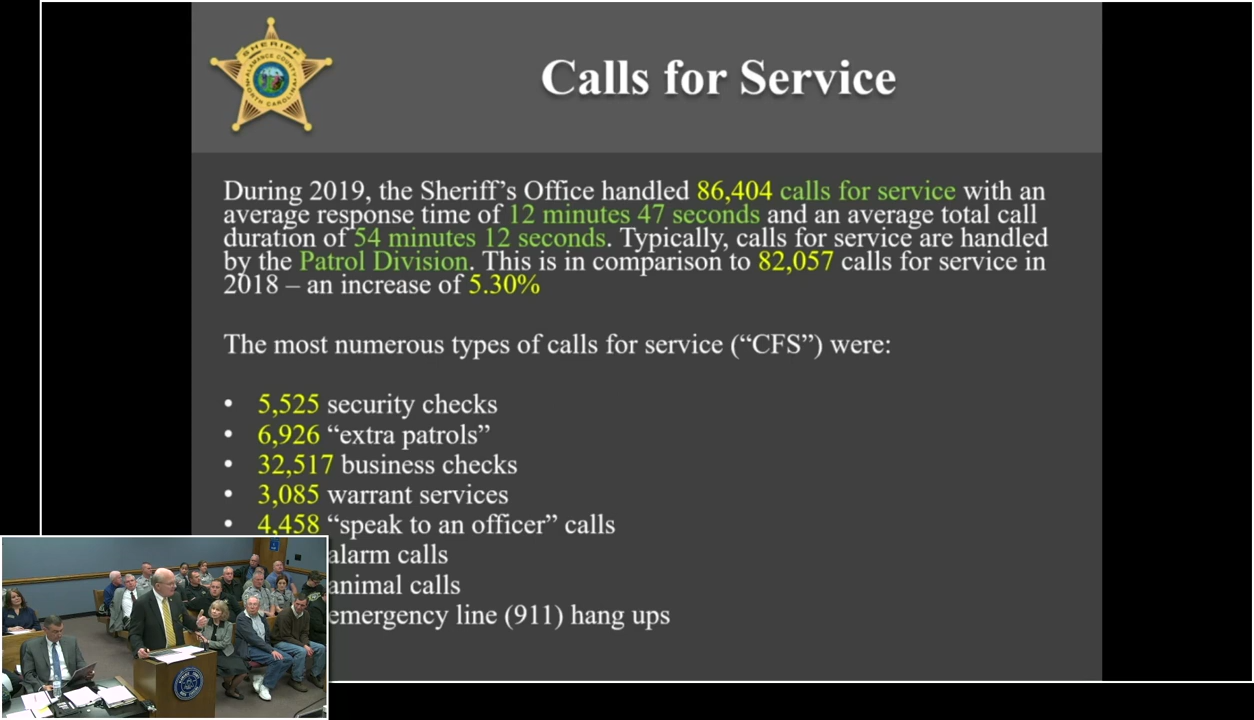 SHERIFF
ALAMANCE COUNTY
NORTH CAROLINA
Calls for Service
During 2019, the Sheriff’s Office handled 86,404 calls for service with an
average response time of 12 minutes 47 seconds and an average total call
duration of 54 minutes 12 seconds. Typically, calls for service are handled
by the Patrol Division. This is in comparison to 82,057 calls for service in
2018 – an increase of 5.30%
The most numerous types of calls for service (“CFS”) were:
• 5,525 security checks
• 6,926 “extra patrols”
• 32,517 business checks
• 3,085 warrant services
• 4,458 “speak to an officer” calls
alarm calls
animal calls
emergency line (911) hang ups